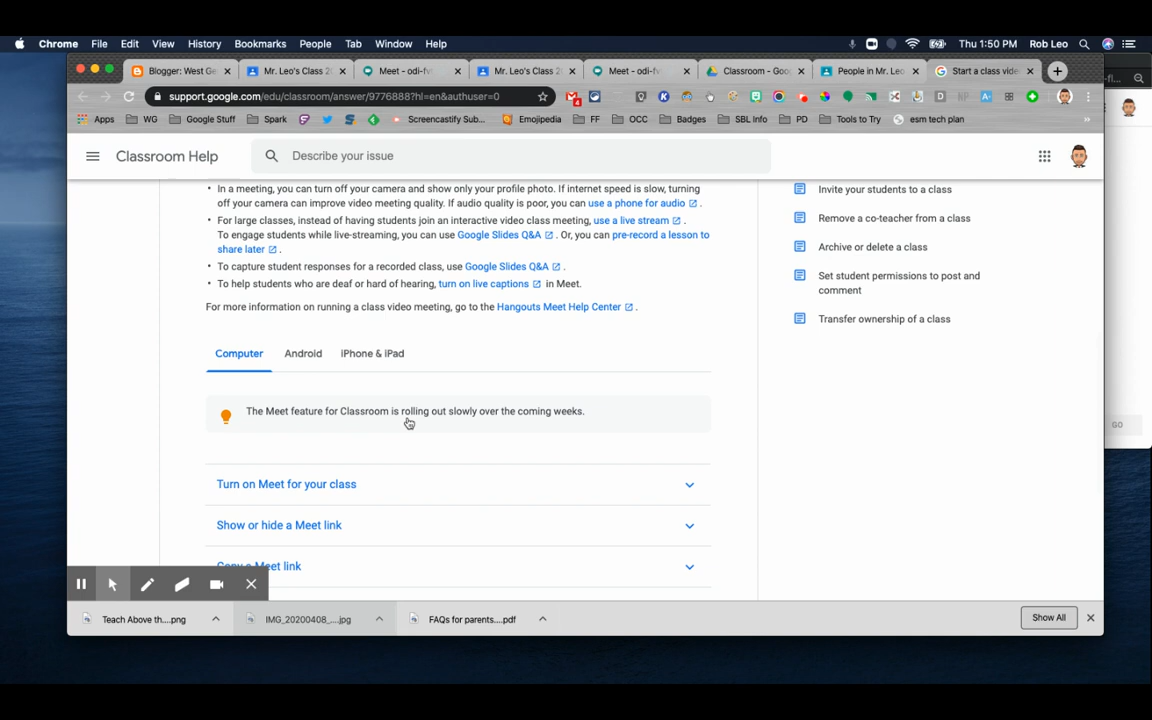 Chrome File Edit View History Bookmarks People Tab Window Help Thu 1:50 PM Rob Leo
Blogger: West Ge Mr. Leo's Class 2 Meet - odi-fv Mr. Leo's Class 2 Meet - odi-fv Classroom - Goo People in Mr. Leo Start a class vide
support.google.com/edu/classroom/answer/9776888?hl=en&authuser=0
Apps WG Google Stuff Spark Screencastify Sub... Emojipedia FF OCC Badges SBL Info PD Tools to Try esm tech plan »
Classroom Help Describe your issue
• In a meeting, you can turn off your camera and show only your profile photo. If internet speed is slow, turning
off your camera can improve video meeting quality. If audio quality is poor, you can use a phone for audio.
• For large classes, instead of having students join an interactive video class meeting, use a live stream.
To engage students while live-streaming, you can use Google Slides Q&A. Or, you can pre-record a lesson to
share later.
• To capture student responses for a recorded class, use Google Slides Q&A.
• To help students who are deaf or hard of hearing, turn on live captions in Meet.
For more information on running a class video meeting, go to the Hangouts Meet Help Center.
Computer Android iPhone & iPad
The Meet feature for Classroom is rolling out slowly over the coming weeks.
Turn on Meet for your class
Show or hide a Meet link
Copy a Meet link
Invite your students to a class
Remove a co-teacher from a class
Archive or delete a class
Set student permissions to post and
comment
Transfer ownership of a class
GO
Teach Above th....png IMG_20200408_....jpg FAQs for parents....pdf Show All